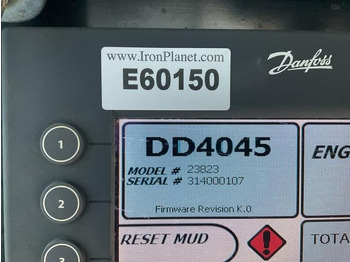 www.IronPlanet.com
E60150
Danfoss
1
DD4045
ENG
MODEL # 23823
SERIAL # 314000107
2
Firmware Revision K.0
RESET MUD
TOTA
3